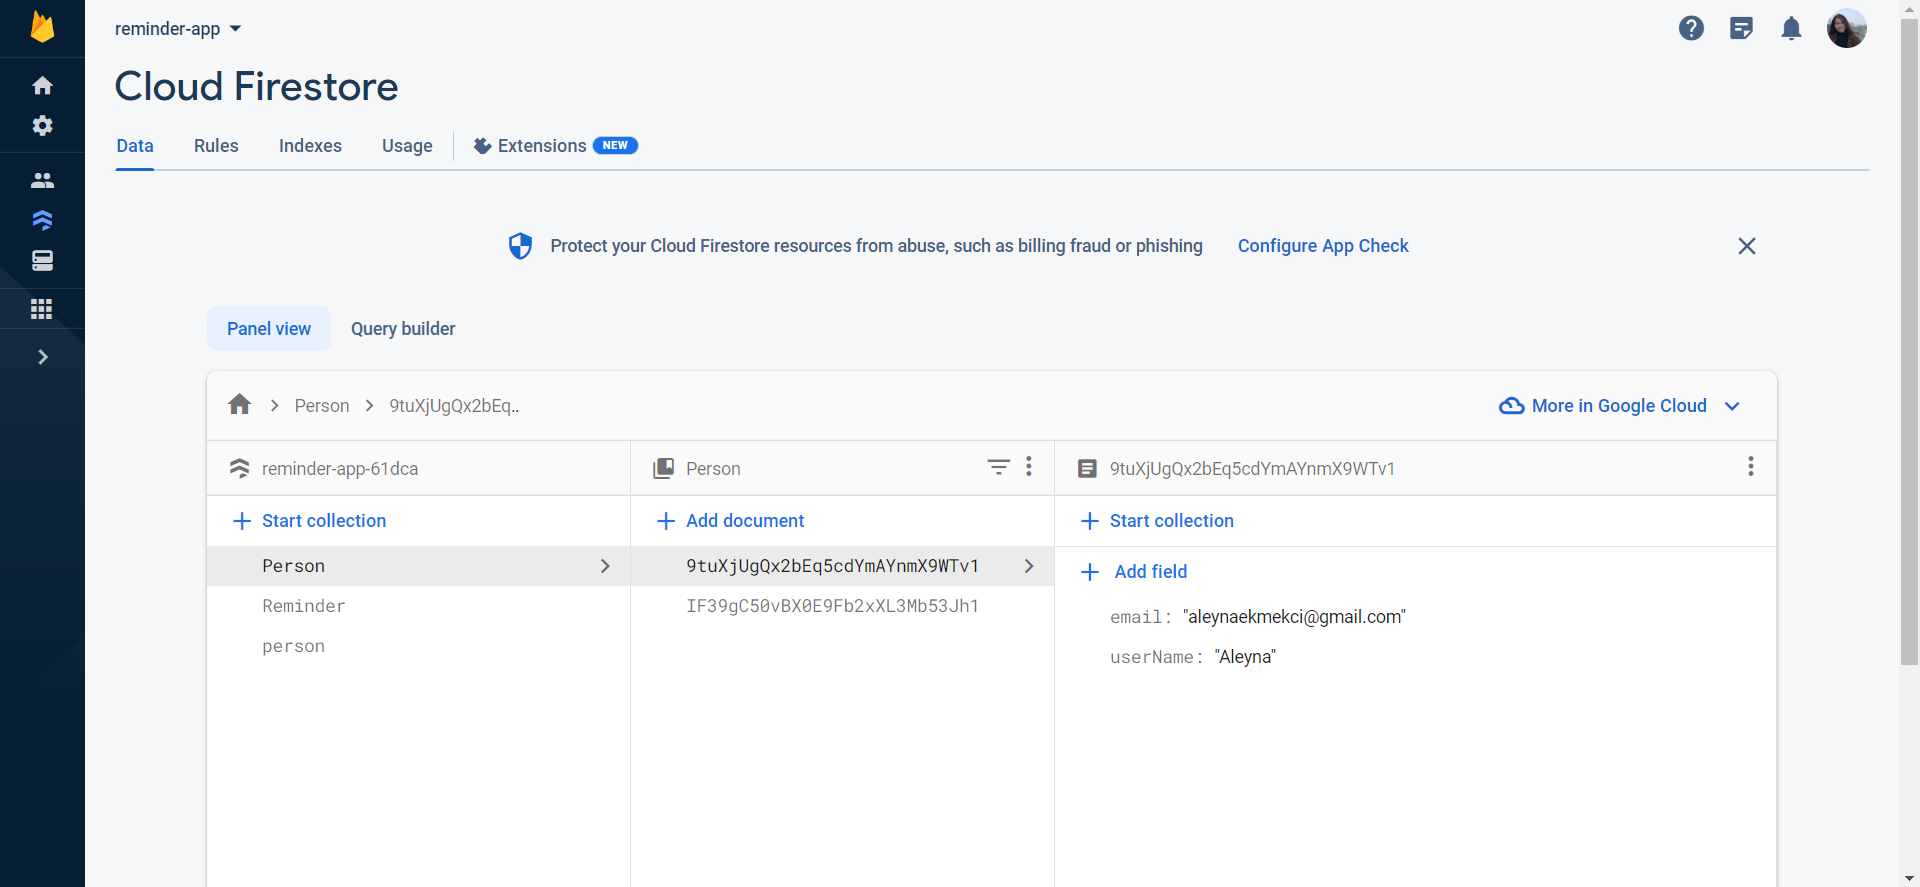 reminder-app
Cloud Firestore
Data Rules Indexes Usage Extensions NEW
Protect your Cloud Firestore resources from abuse, such as billing fraud or phishing Configure App Check
Panel view Query builder
Person 9tuXjUgQx2bEq..
More in Google Cloud
reminder-app-61dca
Person
9tuXjUgQx2bEq5cdYmAYnmX9WTv1
Start collection
Add document
Start collection
Person
Reminder
person
9tuXjUgQx2bEq5cdYmAYnmX9WTv1
IF39gC50vBX0E9Fb2xXL3Mb53Jh1
Add field
email: "aleynaekmekci@gmail.com"
userName: "Aleyna"